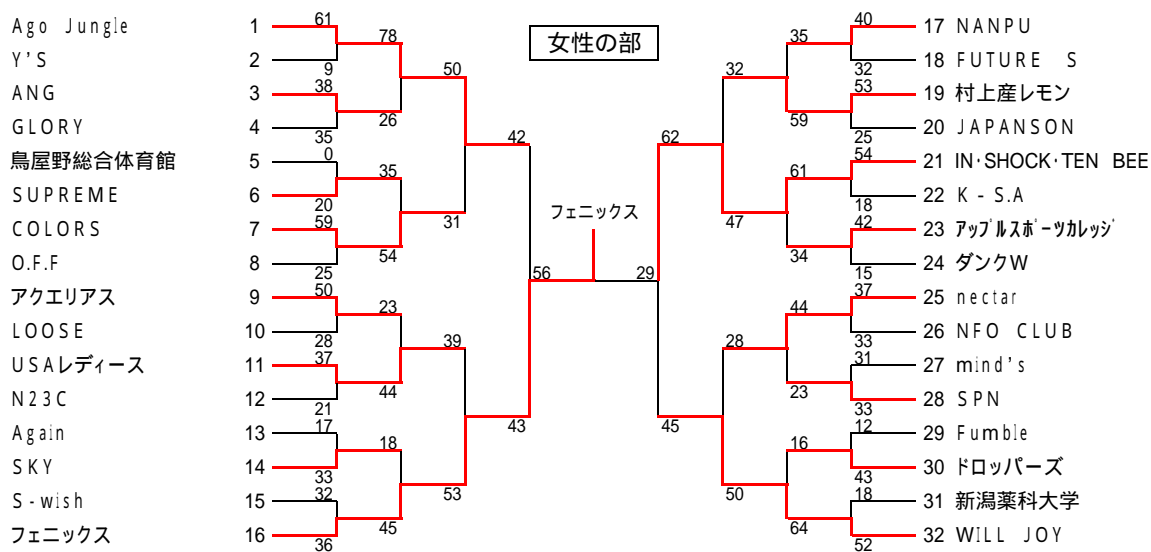 女性の部
Ago Jungle 1 61
78
Y'S 2 9
50
ANG 3 38
26
GLORY 4 35
42
鳥屋野総合体育館 5 0
35
SUPREME 6 20
31
COLORS 7 59
54
O.F.F 8 25
フェニックス
56 29
アクエリアス 9 50
23
LOOSE 10 28
39
USAレディース 11 37
44
N23C 12 21
43
Again 13 17
18
SKY 14 33
53
S-wish 15 32
45
フェニックス 16 36
40 17 NANPU
35
32 18 FUTURE S
32
53 19 村上産レモン
59
25 20 JAPANSON
62
54 21 IN・SHOCK・TEN BEE
61
18 22 K-S.A
47
42 23 アップルスポーツカレッジ
34
15 24 ダンクW
37 25 nectar
44
33 26 NFO CLUB
28
31 27 mind's
23
33 28 SPN
45
12 29 Fumble
16
43 30 ドロッパーズ
50
18 31 新潟薬科大学
64
52 32 WILL JOY